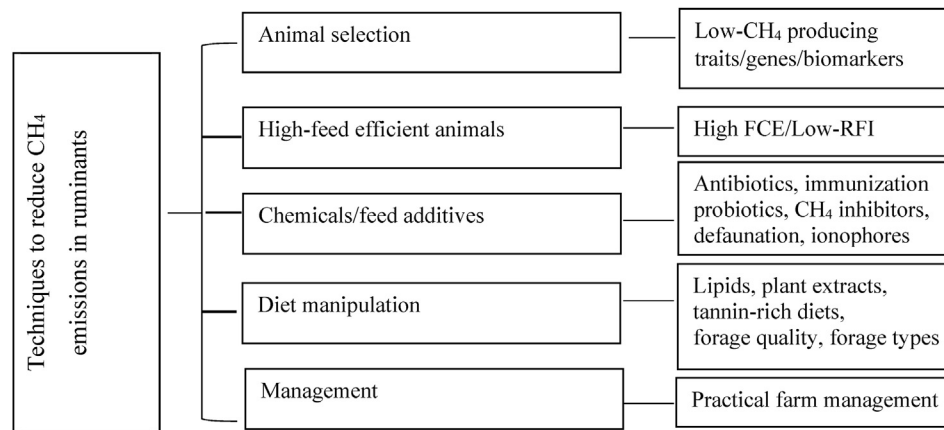 Techniques to reduce CH₄
emissions in ruminants
Animal selection
Low-CH₄ producing
traits/genes/biomarkers
High-feed efficient animals
High FCE/Low-RFI
Chemicals/feed additives
Antibiotics, immunization
probiotics, CH₄ inhibitors,
defaunation, ionophores
Diet manipulation
Lipids, plant extracts,
tannin-rich diets,
forage quality, forage types
Management
Practical farm management